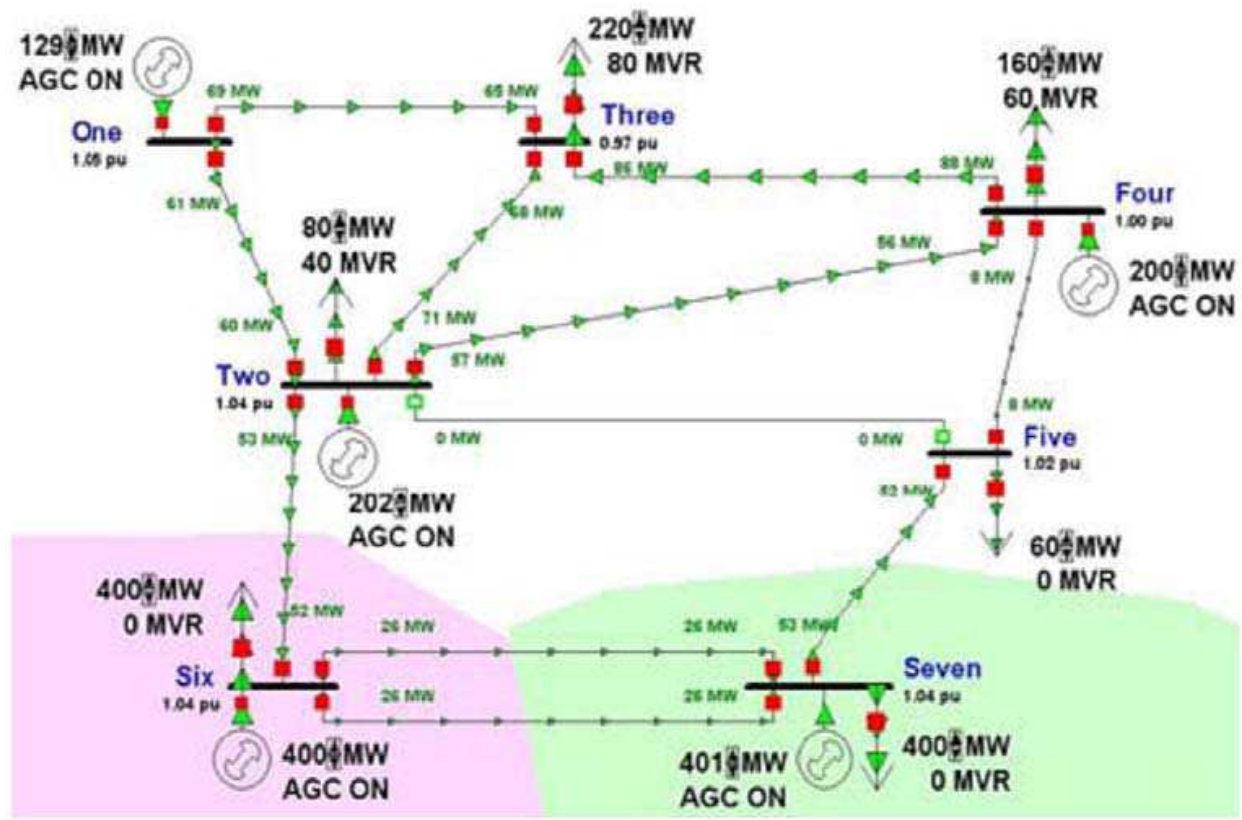 129 MW
AGC ON
One
1.05 pu
69 MW
65 MW
220 MW
80 MVR
Three
0.97 pu
160 MW
60 MVR
86 MW
88 MW
Four
1.00 pu
61 MW
68 MW
80 MW
40 MVR
56 MW
8 MW
200 MW
AGC ON
60 MW
71 MW
57 MW
Two
1.04 pu
53 MW
0 MW
0 MW
8 MW
Five
1.02 pu
202 MW
AGC ON
52 MW
60 MW
0 MVR
400 MW
0 MVR
52 MW
26 MW
26 MW
53 MW
Six
1.04 pu
26 MW
26 MW
Seven
1.04 pu
400 MW
AGC ON
401 MW
AGC ON
400 MW
0 MVR